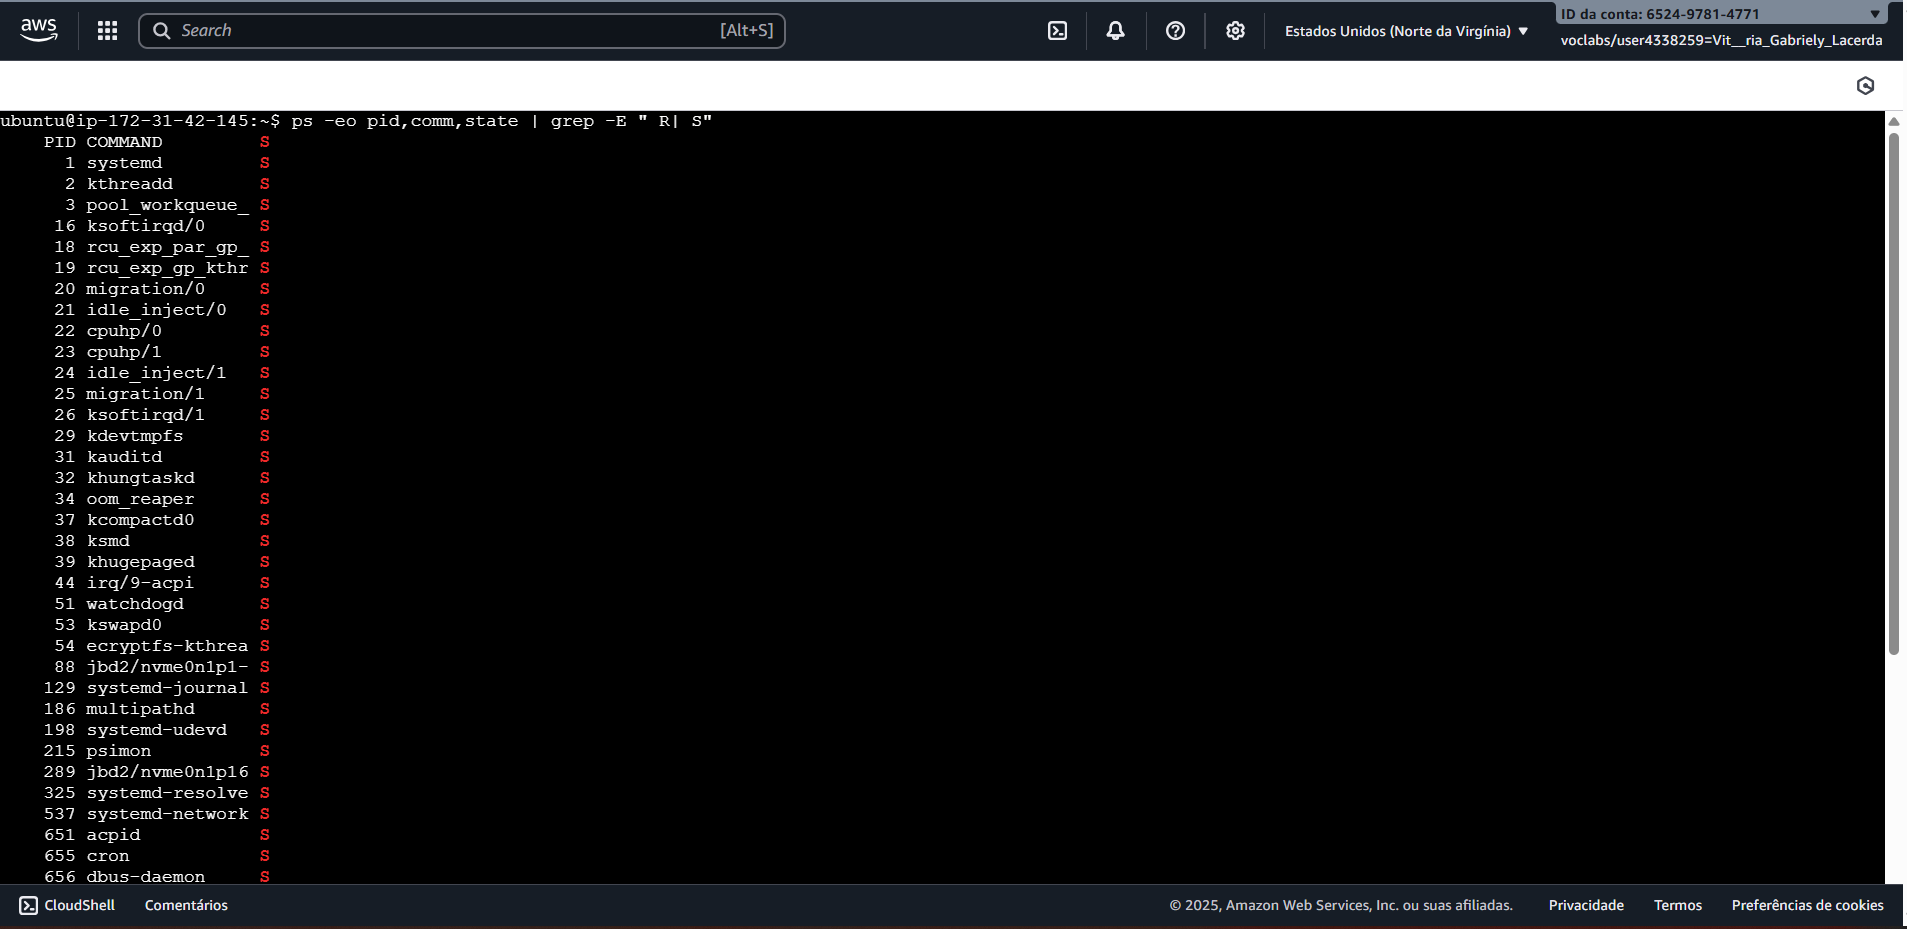 aws
Search [Alt+S]
Estados Unidos (Norte da Virgínia) ▼
ID da conta: 6524-9781-4771 ▼
voclabs/user4338259=Vit__ria_Gabriely_Lacerda
ubuntu@ip-172-31-42-145:~$ ps -eo pid,comm,state | grep -E " R| S"
PID COMMAND S
1 systemd S
2 kthreadd S
3 pool_workqueue_ S
16 ksoftirqd/0 S
18 rcu_exp_par_gp_ S
19 rcu_exp_gp_kthr S
20 migration/0 S
21 idle_inject/0 S
22 cpuhp/0 S
23 cpuhp/1 S
24 idle_inject/1 S
25 migration/1 S
26 ksoftirqd/1 S
29 kdevtmpfs S
31 kauditd S
32 khungtaskd S
34 oom_reaper S
37 kcompactd0 S
38 ksmd S
39 khugepaged S
44 irq/9-acpi S
51 watchdogd S
53 kswapd0 S
54 ecryptfs-kthrea S
88 jbd2/nvme0n1p1- S
129 systemd-journal S
186 multipathd S
198 systemd-udevd S
215 psimon S
289 jbd2/nvme0n1p16 S
325 systemd-resolve S
537 systemd-network S
651 acpid S
655 cron S
656 dbus-daemon S
CloudShell Comentários © 2025, Amazon Web Services, Inc. ou suas afiliadas. Privacidade Termos Preferências de cookies